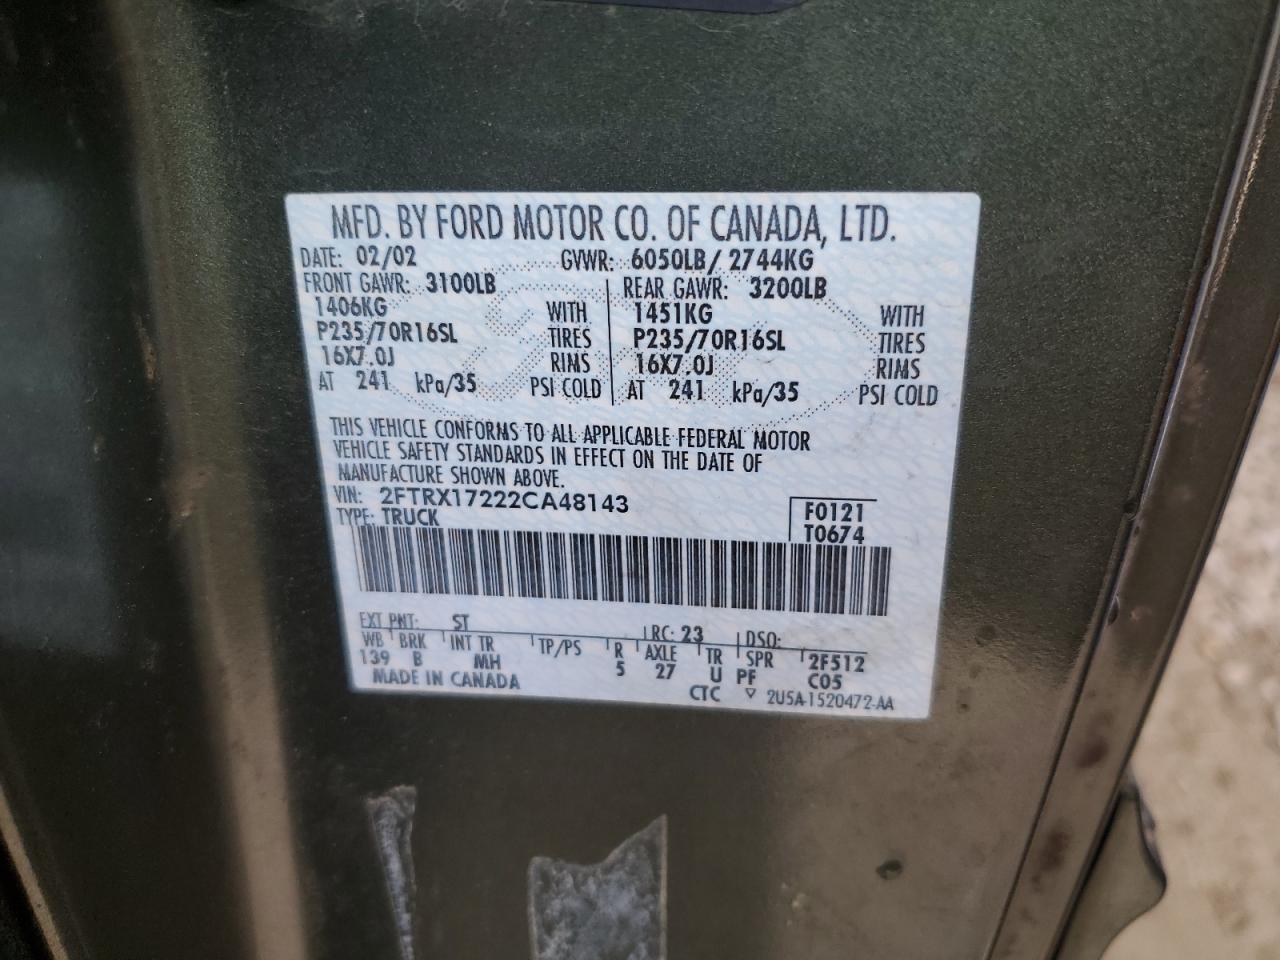 MFD. BY FORD MOTOR CO. OF CANADA, LTD.
DATE: 02/02 GVWR: 6050LB/ 2744KG
FRONT GAWR: 3100LB REAR GAWR: 3200LB
1406KG WITH 1451KG WITH
P235/70R16SL TIRES P235/70R16SL TIRES
16X7.0J RIMS 16X7.0J RIMS
AT 241 kPa/35 PSI COLD AT 241 kPa/35 PSI COLD
THIS VEHICLE CONFORMS TO ALL APPLICABLE FEDERAL MOTOR
VEHICLE SAFETY STANDARDS IN EFFECT ON THE DATE OF
MANUFACTURE SHOWN ABOVE.
VIN: 2FTRX17222CA48143 F0121
TYPE: TRUCK T0674
EXT PNT: ST RC: 23 DSO:
WB BRK INT TR TP/PS R AXLE TR SPR 2F512
139 B MH 5 27 U PF C05
MADE IN CANADA CTC ▽ 2U5A-1520472-AA